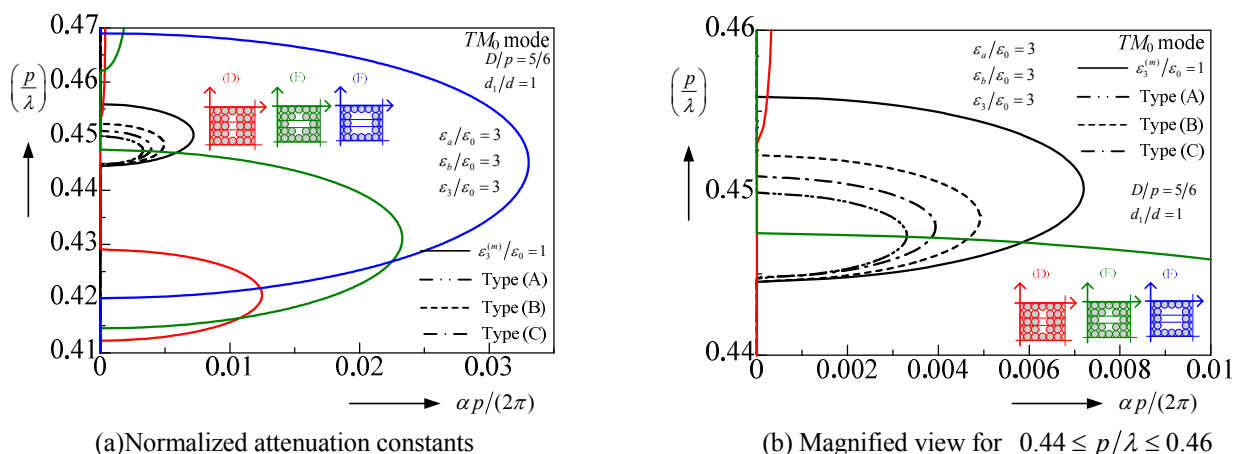 0.47
0.46
0.45
0.44
0.43
0.42
0.41
(p/λ)
0
0.01
0.02
0.03
αp/(2π)
TM₀ mode
D/p = 5/6
d₁/d = 1
(D)
(E)
(F)
εₐ/ε₀ = 3
ε_b/ε₀ = 3
ε₃/ε₀ = 3
ε₃⁽ᵐ⁾/ε₀ = 1
Type (A)
Type (B)
Type (C)
(a)Normalized attenuation constants
0.46
0.45
0.44
(p/λ)
0
0.002
0.004
0.006
0.008
0.01
αp/(2π)
εₐ/ε₀ = 3
ε_b/ε₀ = 3
ε₃/ε₀ = 3
TM₀ mode
ε₃⁽ᵐ⁾/ε₀ = 1
Type (A)
Type (B)
Type (C)
D/p = 5/6
d₁/d = 1
(D)
(E)
(F)
(b) Magnified view for 0.44 ≤ p/λ ≤ 0.46